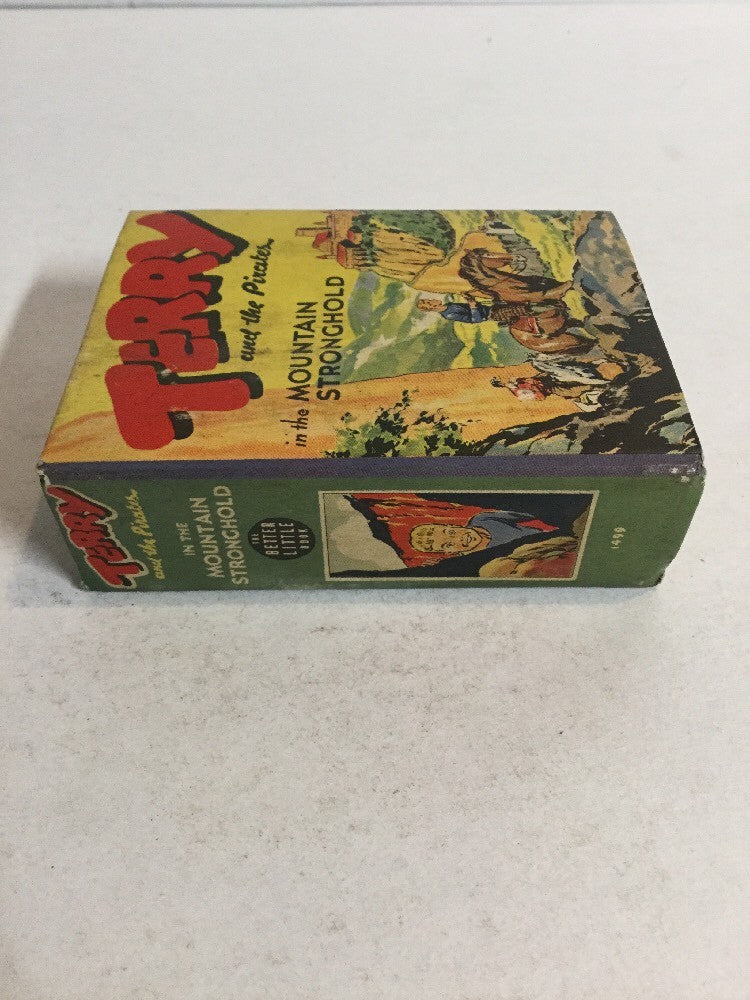 TERRY
and the Pirates
in the MOUNTAIN
STRONGHOLD
TERRY
and the Pirates
IN THE
MOUNTAIN
STRONGHOLD
THE
BETTER
LITTLE
BOOK
1499